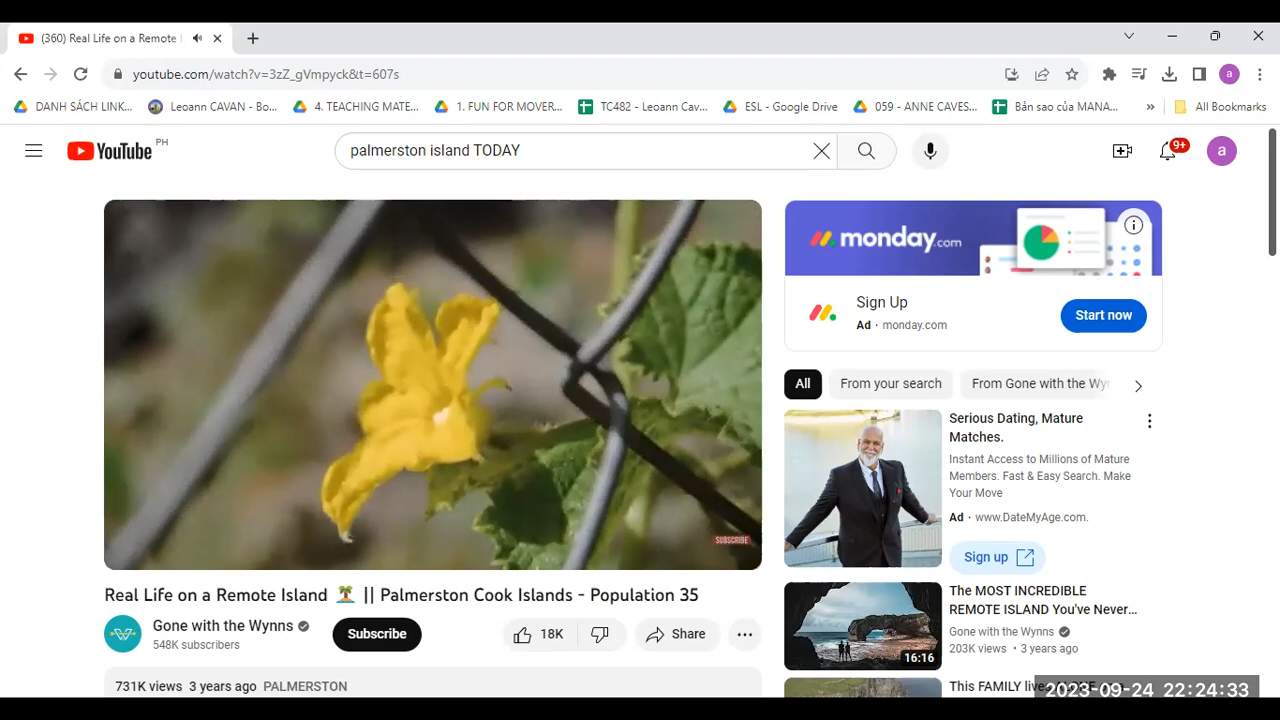 (360) Real Life on a Remote
youtube.com/watch?v=3zZ_gVmpyck&t=607s
a
DANH SÁCH LINK...
Leoann CAVAN - Bo...
4. TEACHING MATE...
1. FUN FOR MOVER...
TC482 - Leoann Cav...
ESL - Google Drive
059 - ANNE CAVES...
Bản sao của MANA...
»
All Bookmarks
YouTube PH
palmerston island TODAY
9+
a
monday.com
Sign Up
Ad · monday.com
Start now
All
From your search
From Gone with the Wyn
SUBSCRIBE
Serious Dating, Mature
Matches.
Instant Access to Millions of Mature
Members. Fast & Easy Search. Make
Your Move
Ad · www.DateMyAge.com.
Sign up
Real Life on a Remote Island 🏝️ || Palmerston Cook Islands - Population 35
Gone with the Wynns
548K subscribers
Subscribe
18K
Share
...
731K views 3 years ago PALMERSTON
The MOST INCREDIBLE
REMOTE ISLAND You've Never...
Gone with the Wynns
203K views · 3 years ago
16:16
This FAMILY live
2023-09-24 22:24:33